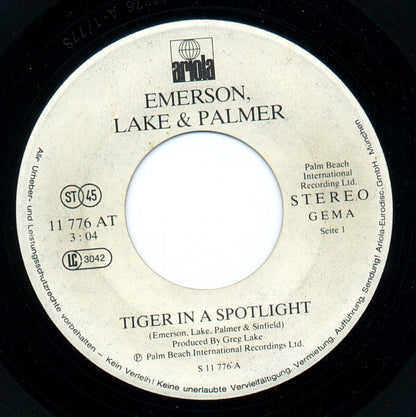 ariola
EMERSON,
LAKE & PALMER
Palm Beach
International
Recording Ltd.
STEREO
GEMA
Seite 1
ST 45
11 776 AT
3:04
LC 3042
TIGER IN A SPOTLIGHT
(Emerson, Lake, Palmer & Sinfield)
Produced By Greg Lake
Ⓟ Palm Beach International Recordings Ltd.
S 11 776 A
Alle Urheber- und Leistungsschutzrechte vorbehalten – Kein Verleih! Keine unerlaubte Vervielfältigung, Vermietung, Aufführung, Sendung! Ariola-Eurodisc GmbH · München